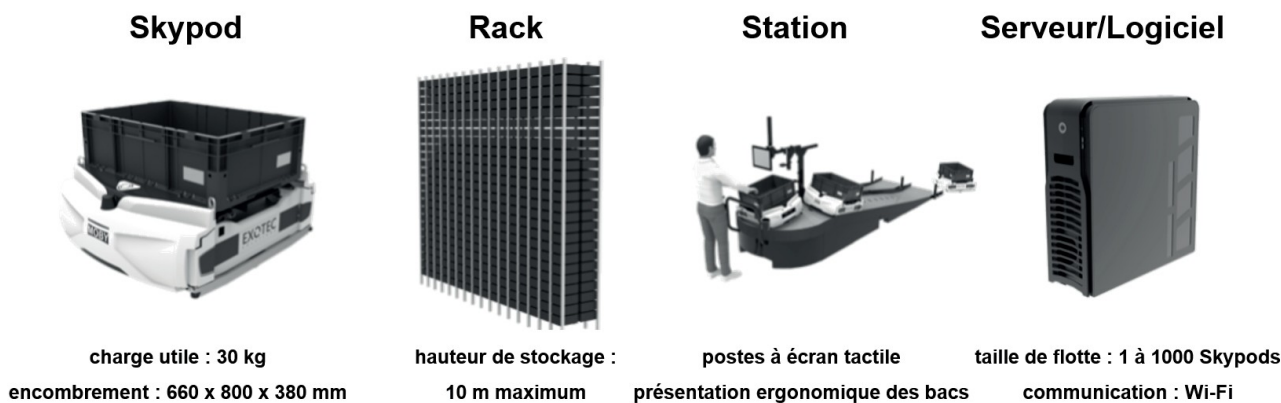 Skypod
Rack
Station
Serveur/Logiciel
MOBY
EXOTEC
charge utile : 30 kg
encombrement : 660 x 800 x 380 mm
hauteur de stockage :
10 m maximum
postes à écran tactile
présentation ergonomique des bacs
taille de flotte : 1 à 1000 Skypods
communication : Wi-Fi